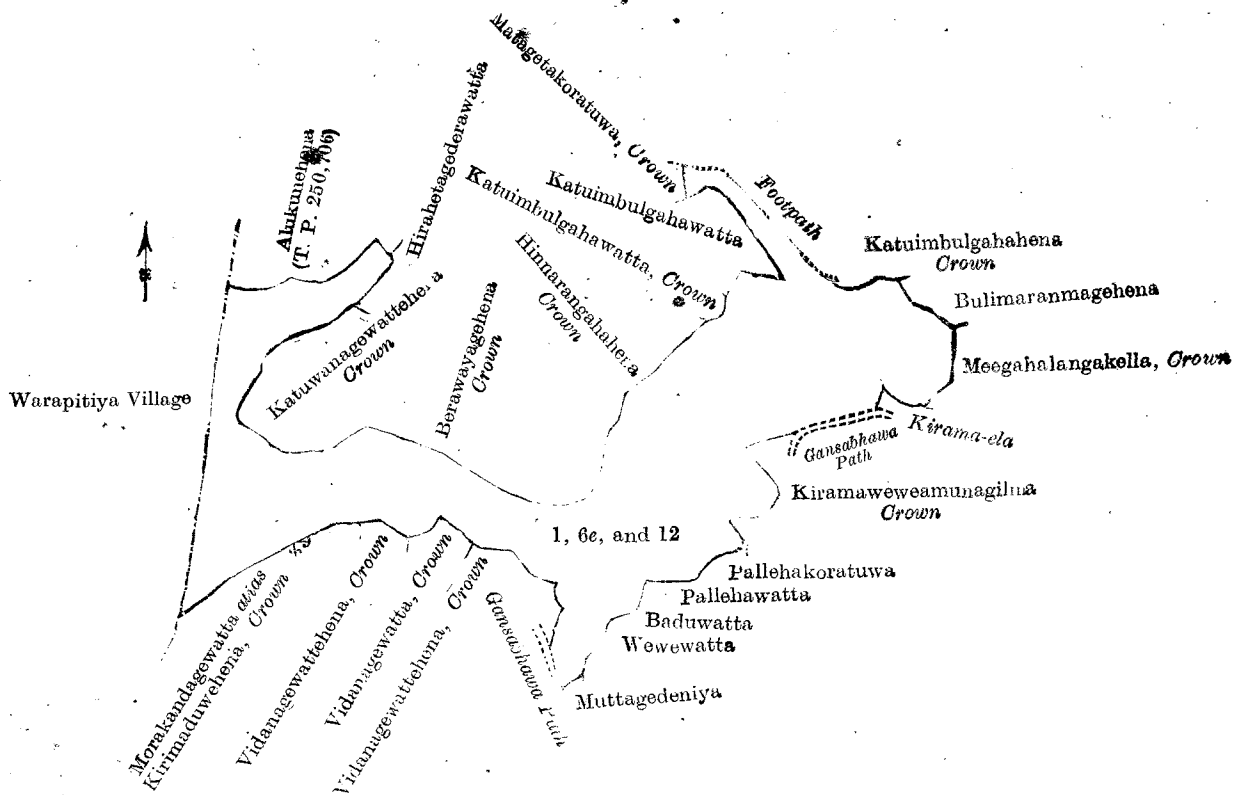 Matagetakoratuwa, Crown
Hirahetagederawatta
Alukunehena
(T. P. 250,706)
Katuimbulgahawatta
Katuimbulgahawatta, Crown
Footpath
Katuimbulgahahena
Crown
Hinnarangahahena
Crown
Bulimaranmagehena
Katuwanagewattehena
Crown
Berawayagehena
Crown
Meegahalangakella, Crown
Warapitiya Village
Kirama-ela
Gansabhawa
Path
Kiramaweweamunagilma
Crown
1, 6e, and 12
Pallehakoratuwa
Pallehawatta
Baduwatta
Wewewatta
Muttagedeniya
Gansabhawa Path
Vidanagewattehena, Crown
Vidanagewatta, Crown
Vidanagewattehena, Crown
Morakandagewatta alias
Kirimaduwehena, Crown